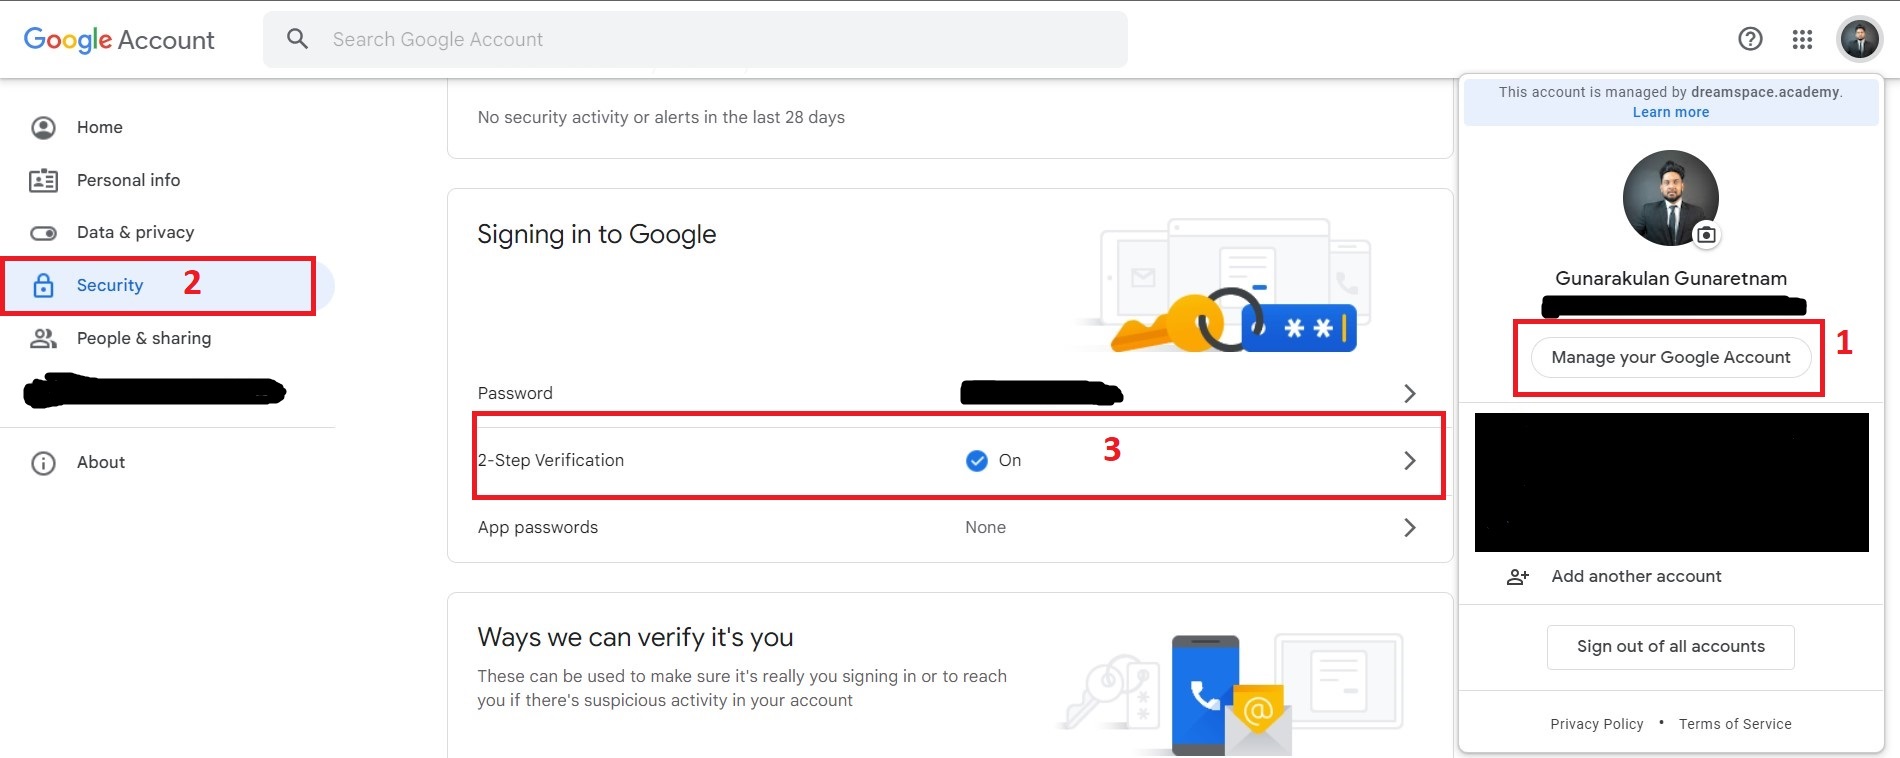 Google Account
Search Google Account
Home
Personal info
Data & privacy
Security 2
People & sharing
About
No security activity or alerts in the last 28 days
Signing in to Google
**
Password
3
2-Step Verification On
App passwords None
Ways we can verify it's you
These can be used to make sure it's really you signing in or to reach
you if there's suspicious activity in your account
**
@
This account is managed by dreamspace.academy.
Learn more
Gunarakulan Gunaretnam
Manage your Google Account 1
Add another account
Sign out of all accounts
Privacy Policy • Terms of Service